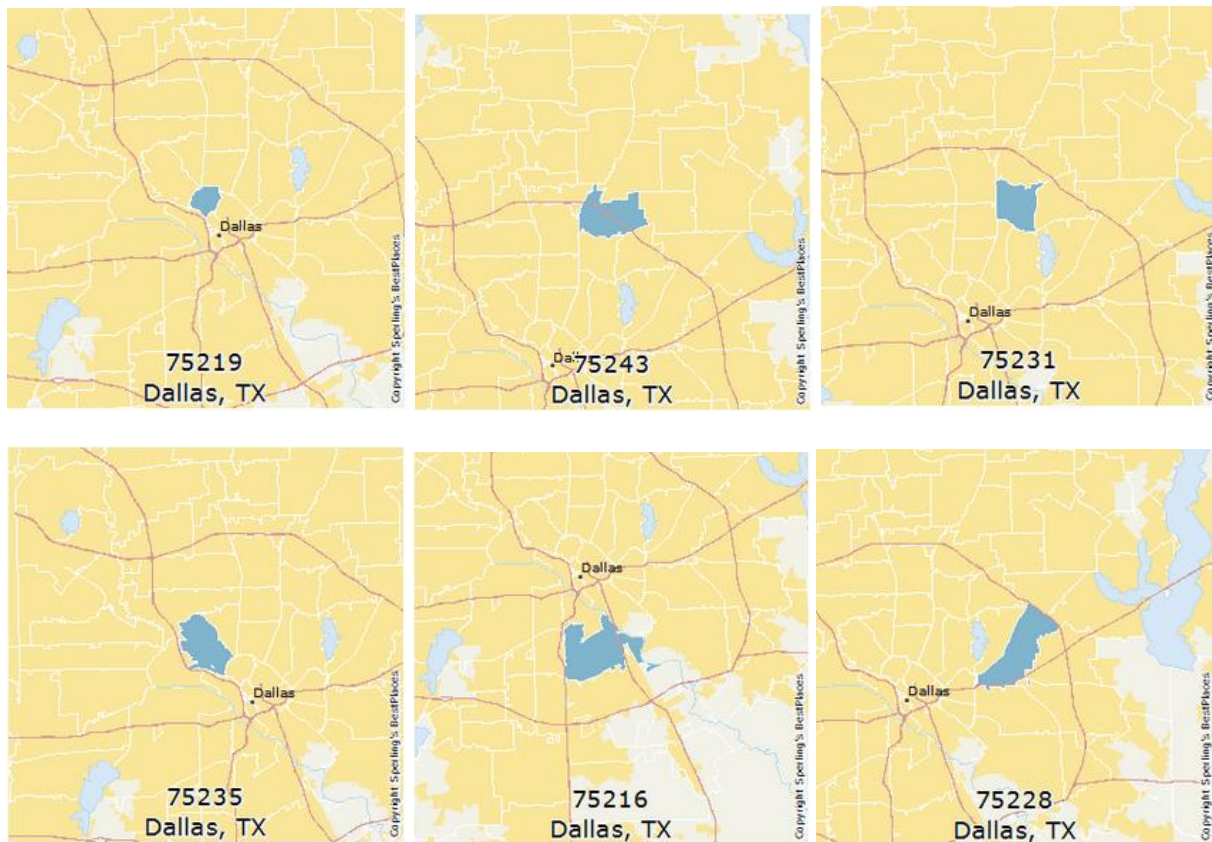 Dallas
75219
Dallas, TX
Copyright Sperling's BestPlaces
75243
Dallas, TX
Copyright Sperling's BestPlaces
Dallas
75231
Dallas, TX
Copyright Sperling's BestPlaces
Dallas
75235
Dallas, TX
Copyright Sperling's BestPlaces
Dallas
75216
Dallas, TX
Copyright Sperling's BestPlaces
Dallas
75228
Dallas, TX
Copyright Sperling's BestPlaces